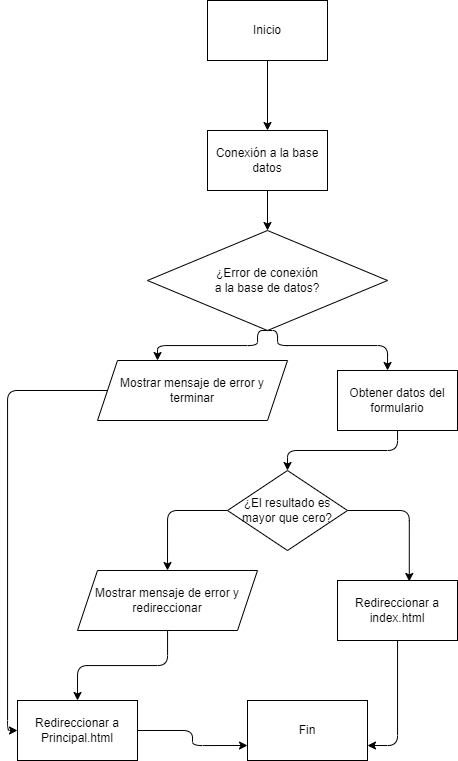 Inicio
Conexión a la base
datos
¿Error de conexión
a la base de datos?
Mostrar mensaje de error y
terminar
Obtener datos del
formulario
¿El resultado es
mayor que cero?
Mostrar mensaje de error y
redireccionar
Redireccionar a
index.html
Redireccionar a
Principal.html
Fin